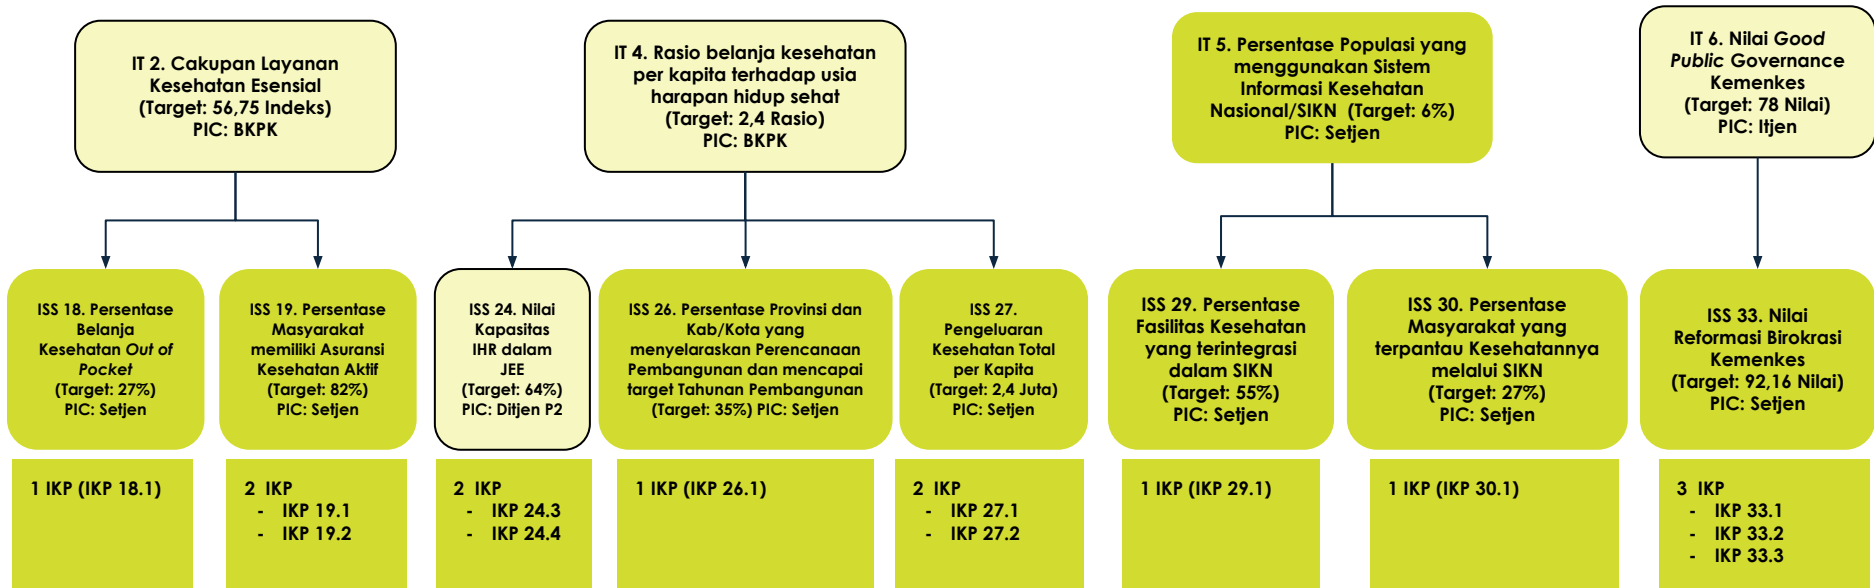 IT 2. Cakupan Layanan
Kesehatan Esensial
(Target: 56,75 Indeks)
PIC: BKPK
IT 4. Rasio belanja kesehatan
per kapita terhadap usia
harapan hidup sehat
(Target: 2,4 Rasio)
PIC: BKPK
IT 5. Persentase Populasi yang
menggunakan Sistem
Informasi Kesehatan
Nasional/SIKN (Target: 6%)
PIC: Setjen
IT 6. Nilai Good
Public Governance
Kemenkes
(Target: 78 Nilai)
PIC: Itjen
ISS 18. Persentase
Belanja
Kesehatan Out of
Pocket
(Target: 27%)
PIC: Setjen
ISS 19. Persentase
Masyarakat
memiliki Asuransi
Kesehatan Aktif
(Target: 82%)
PIC: Setjen
ISS 24. Nilai
Kapasitas
IHR dalam
JEE
(Target: 64%)
PIC: Ditjen P2
ISS 26. Persentase Provinsi dan
Kab/Kota yang
menyelaraskan Perencanaan
Pembangunan dan mencapai
target Tahunan Pembangunan
(Target: 35%) PIC: Setjen
ISS 27.
Pengeluaran
Kesehatan Total
per Kapita
(Target: 2,4 Juta)
PIC: Setjen
ISS 29. Persentase
Fasilitas Kesehatan
yang terintegrasi
dalam SIKN
(Target: 55%)
PIC: Setjen
ISS 30. Persentase
Masyarakat yang
terpantau Kesehatannya
melalui SIKN
(Target: 27%)
PIC: Setjen
ISS 33. Nilai
Reformasi Birokrasi
Kemenkes
(Target: 92,16 Nilai)
PIC: Setjen
1 IKP (IKP 18.1)
2 IKP
- IKP 19.1
- IKP 19.2
2 IKP
- IKP 24.3
- IKP 24.4
1 IKP (IKP 26.1)
2 IKP
- IKP 27.1
- IKP 27.2
1 IKP (IKP 29.1)
1 IKP (IKP 30.1)
3 IKP
- IKP 33.1
- IKP 33.2
- IKP 33.3